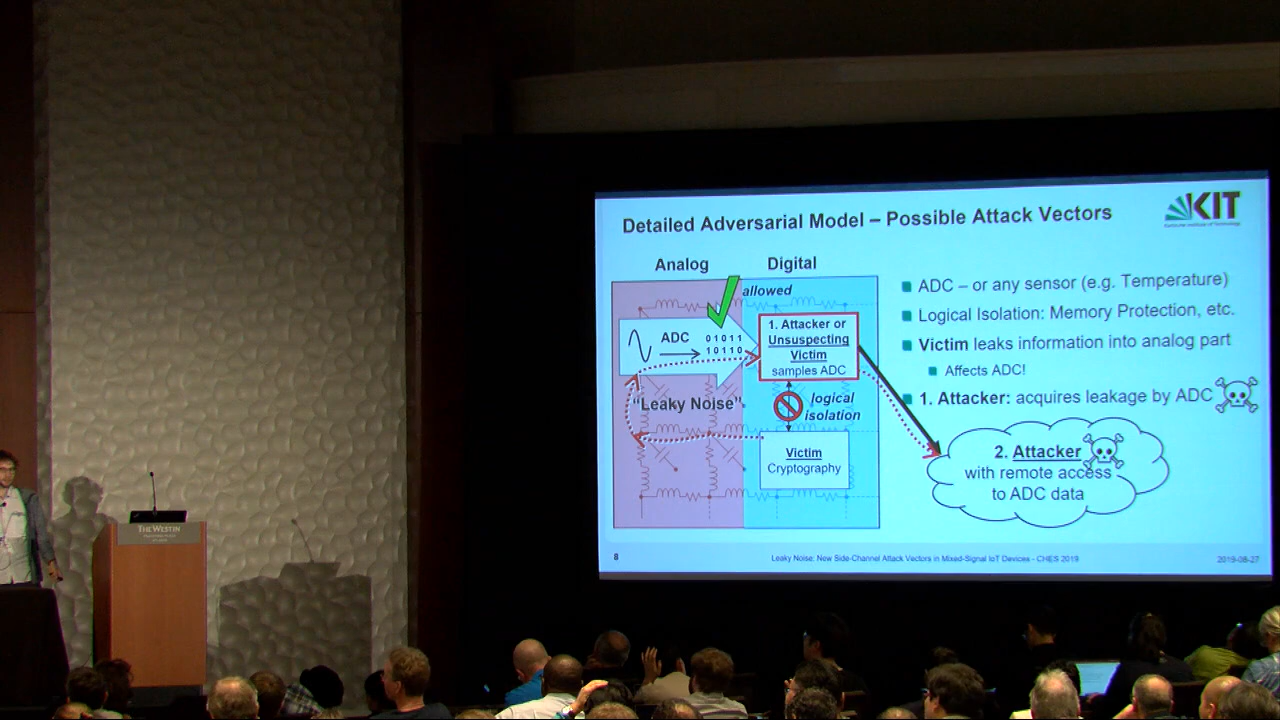 Detailed Adversarial Model – Possible Attack Vectors
KIT
Karlsruhe Institute of Technology
Analog
Digital
allowed
ADC
01011
10110
1. Attacker or
Unsuspecting
Victim
samples ADC
"Leaky Noise"
logical
isolation
Victim
Cryptography
ADC – or any sensor (e.g. Temperature)
Logical Isolation: Memory Protection, etc.
Victim leaks information into analog part
Affects ADC!
1. Attacker: acquires leakage by ADC
2. Attacker
with remote access
to ADC data
8
Leaky Noise: New Side-Channel Attack Vectors in Mixed-Signal IoT Devices - CHES 2019
2019-08-27
THE WESTIN